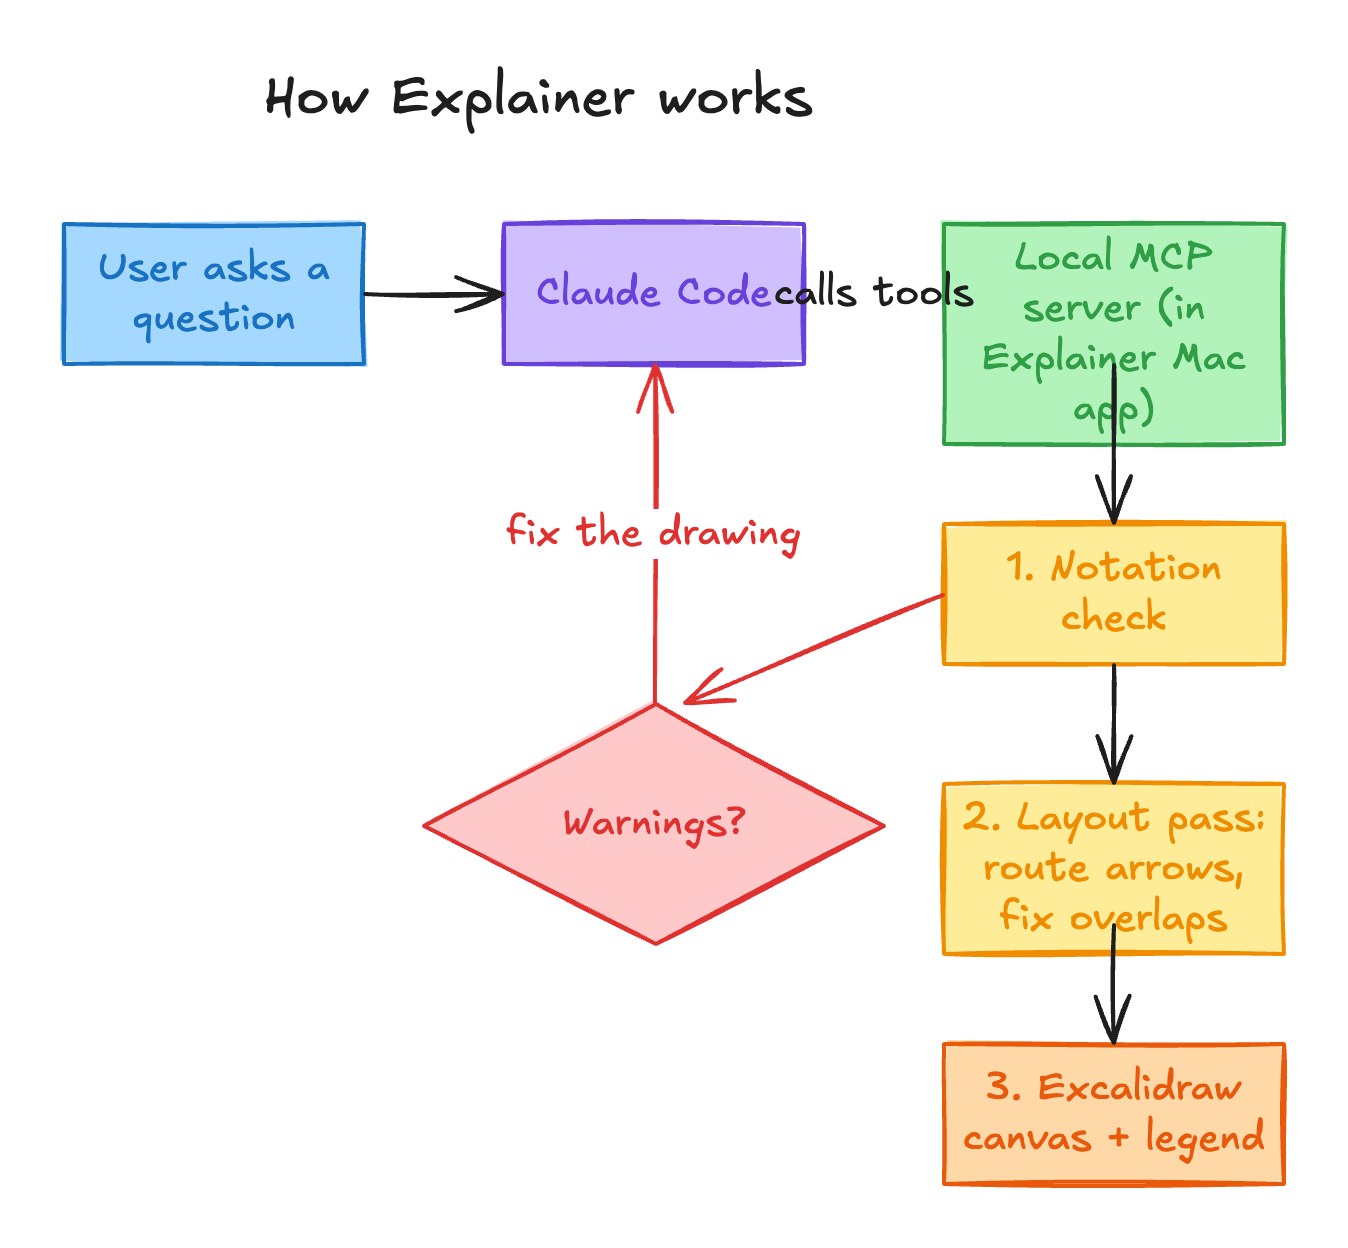 How Explainer works
User asks a
question
Claude Code
calls tools
Local MCP
server (in
Explainer Mac
app)
fix the drawing
1. Notation
check
Warnings?
2. Layout pass:
route arrows,
fix overlaps
3. Excalidraw
canvas + legend